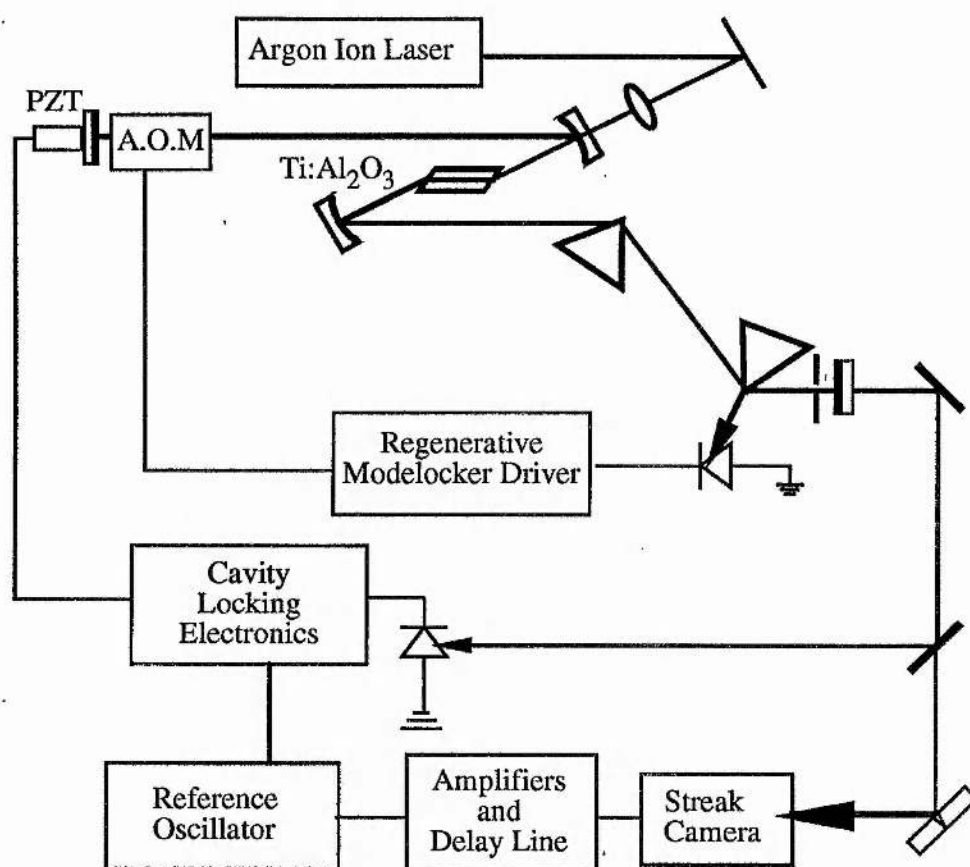 Argon Ion Laser
PZT
A.O.M
Ti:Al₂O₃
Regenerative
Modelocker Driver
Cavity
Locking
Electronics
Reference
Oscillator
Amplifiers
and
Delay Line
Streak
Camera